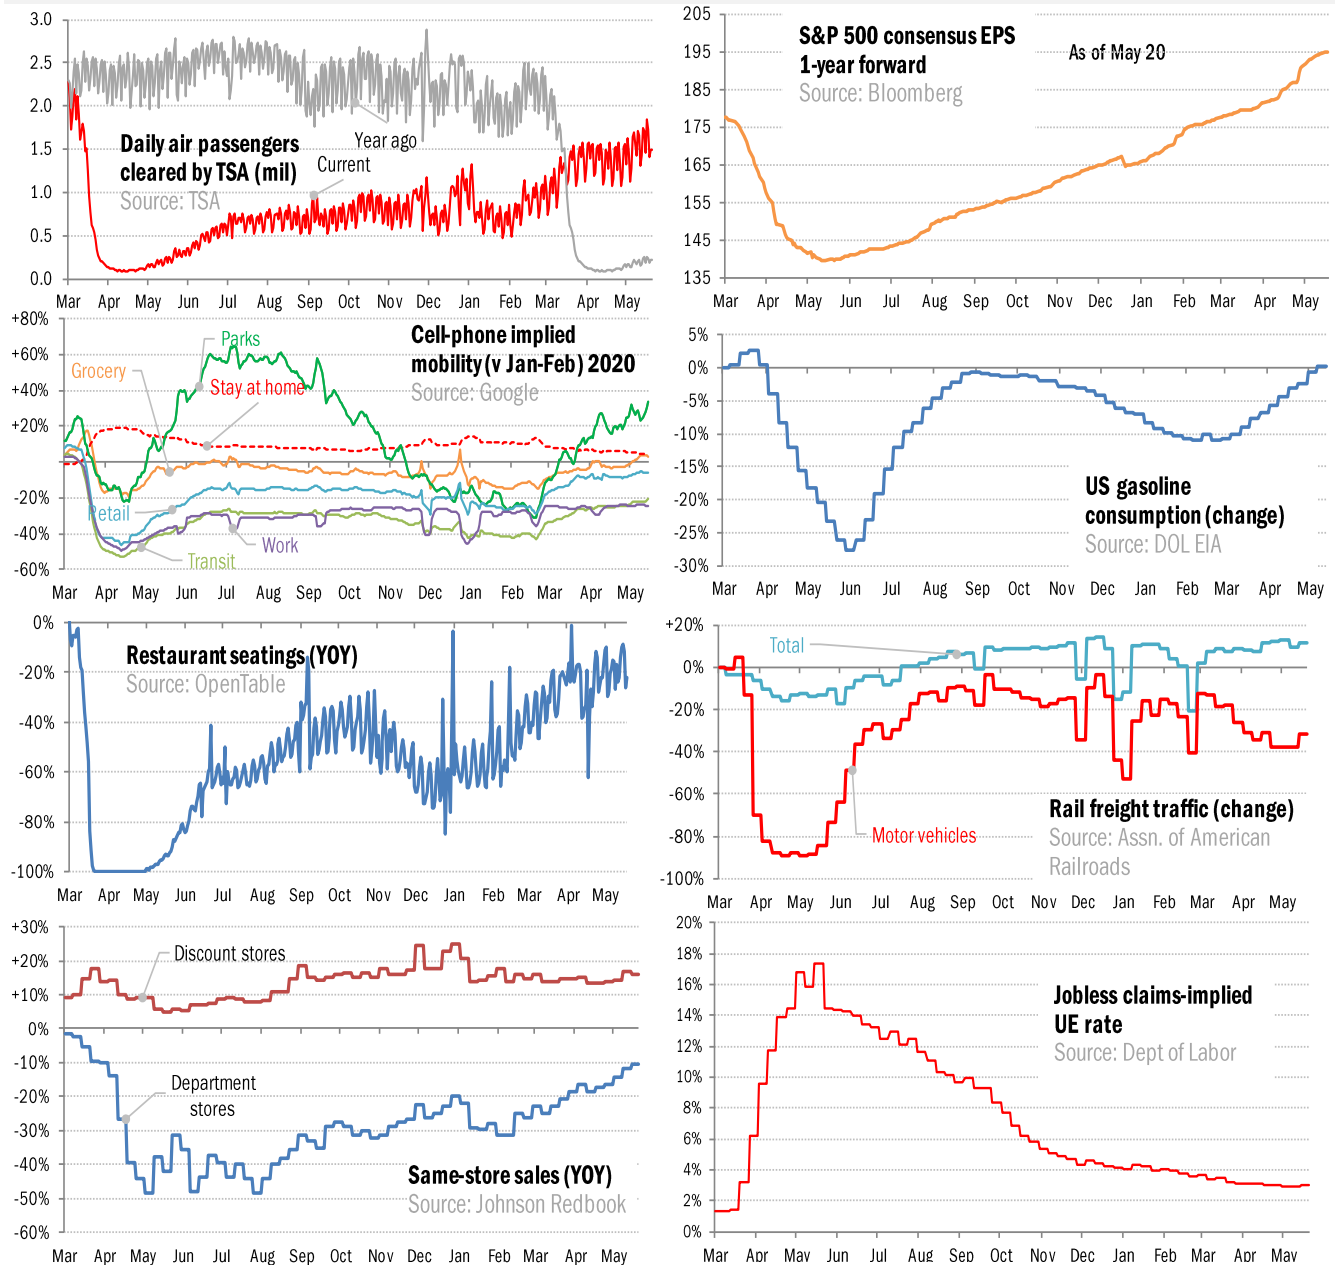 3.0
2.5
2.0
1.5
1.0
0.5
0.0
Daily air passengers
cleared by TSA (mil)
Source: TSA
Year ago
Current
Mar Apr May Jun Jul Aug Sep Oct Nov Dec Jan Feb Mar Apr May
205
195
185
175
165
155
145
135
S&P 500 consensus EPS
1-year forward
Source: Bloomberg
As of May 20
Mar Apr May Jun Jul Aug Sep Oct Nov Dec Jan Feb Mar Apr May
+80%
+60%
+40%
+20%
-20%
-40%
-60%
Cell-phone implied
mobility (v Jan-Feb) 2020
Source: Google
Parks
Grocery
Stay at home
Retail
Work
Transit
Mar Apr May Jun Jul Aug Sep Oct Nov Dec Jan Feb Mar Apr May
5%
0%
-5%
-10%
-15%
-20%
-25%
-30%
US gasoline
consumption (change)
Source: DOL EIA
Mar Apr May Jun Jul Aug Sep Oct Nov Dec Jan Feb Mar Apr May
0%
-20%
-40%
-60%
-80%
-100%
Restaurant seatings (YOY)
Source: OpenTable
Mar Apr May Jun Jul Aug Sep Oct Nov Dec Jan Feb Mar Apr May
+20%
0%
-20%
-40%
-60%
-80%
-100%
Total
Motor vehicles
Rail freight traffic (change)
Source: Assn. of American
Railroads
Mar Apr May Jun Jul Aug Sep Oct Nov Dec Jan Feb Mar Apr May
+30%
+20%
+10%
0%
-10%
-20%
-30%
-40%
-50%
-60%
Discount stores
Department
stores
Same-store sales (YOY)
Source: Johnson Redbook
Mar Apr May Jun Jul Aug Sep Oct Nov Dec Jan Feb Mar Apr May
20%
18%
16%
14%
12%
10%
8%
6%
4%
2%
0%
Jobless claims-implied
UE rate
Source: Dept of Labor
Mar Apr May Jun Jul Aug Sep Oct Nov Dec Jan Feb Mar Apr May